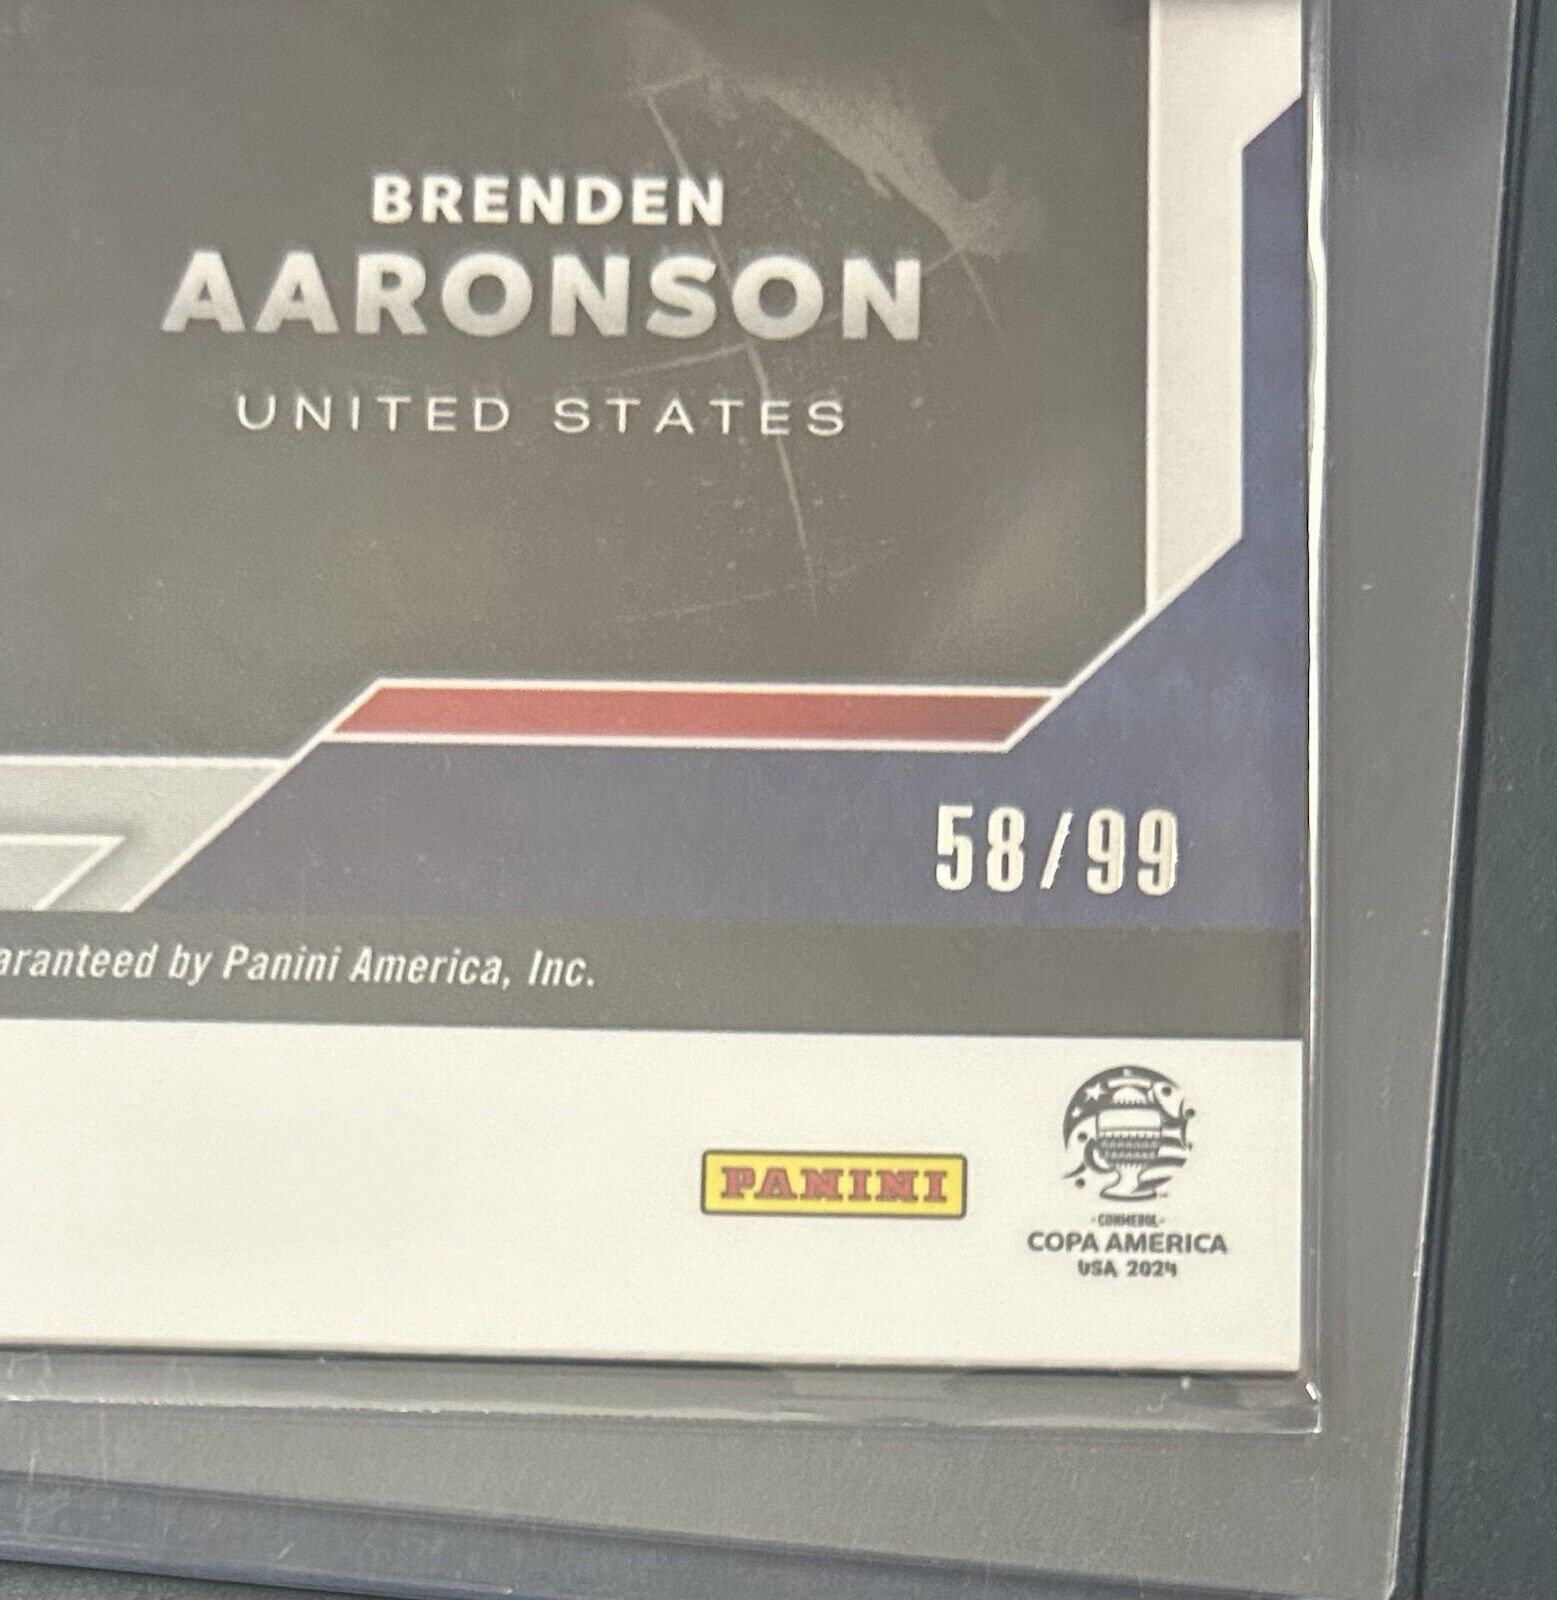 BRENDEN
AARONSON
UNITED STATES
58/99
aranteed by Panini America, Inc.
PANINI
CONMEBOL
COPA AMERICA
USA 2024